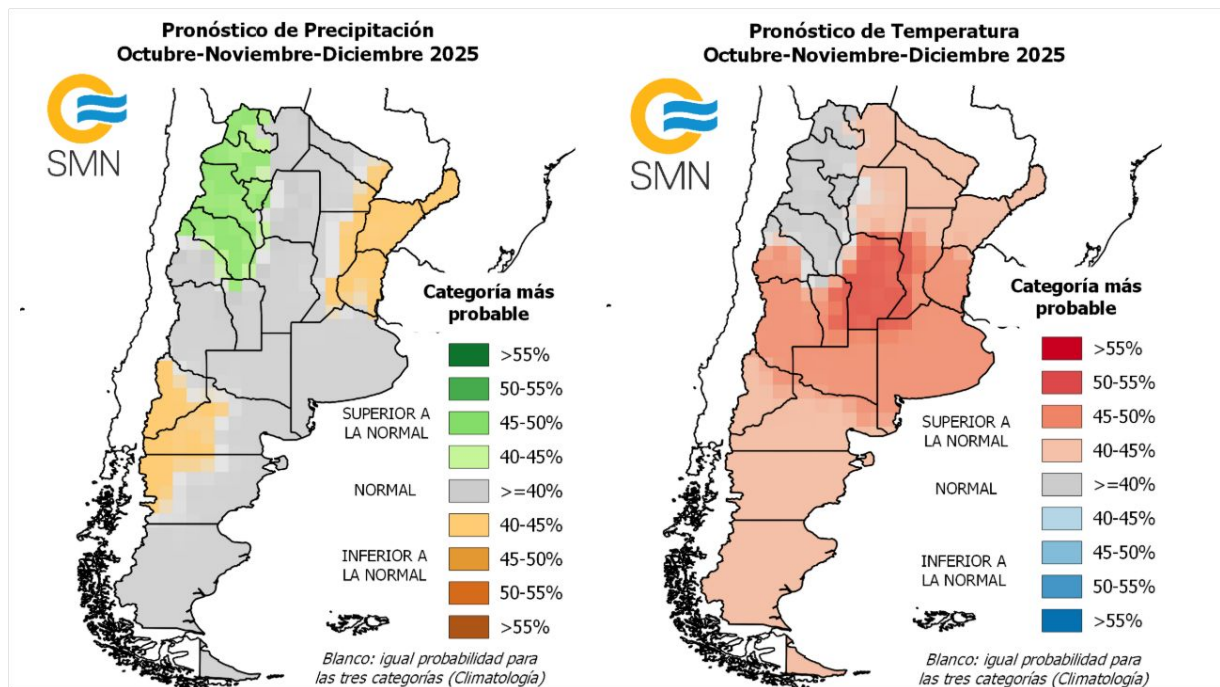 Pronóstico de Precipitación
Octubre-Noviembre-Diciembre 2025
SMN
Categoría más
probable
>55%
50-55%
SUPERIOR A
LA NORMAL
45-50%
40-45%
NORMAL
>=40%
40-45%
INFERIOR A
LA NORMAL
45-50%
50-55%
>55%
Blanco: igual probabilidad para
las tres categorías (Climatología)
Pronóstico de Temperatura
Octubre-Noviembre-Diciembre 2025
SMN
Categoría más
probable
>55%
50-55%
45-50%
SUPERIOR A
LA NORMAL
40-45%
NORMAL
>=40%
40-45%
45-50%
INFERIOR A
LA NORMAL
50-55%
>55%
Blanco: igual probabilidad para
las tres categorías (Climatología)